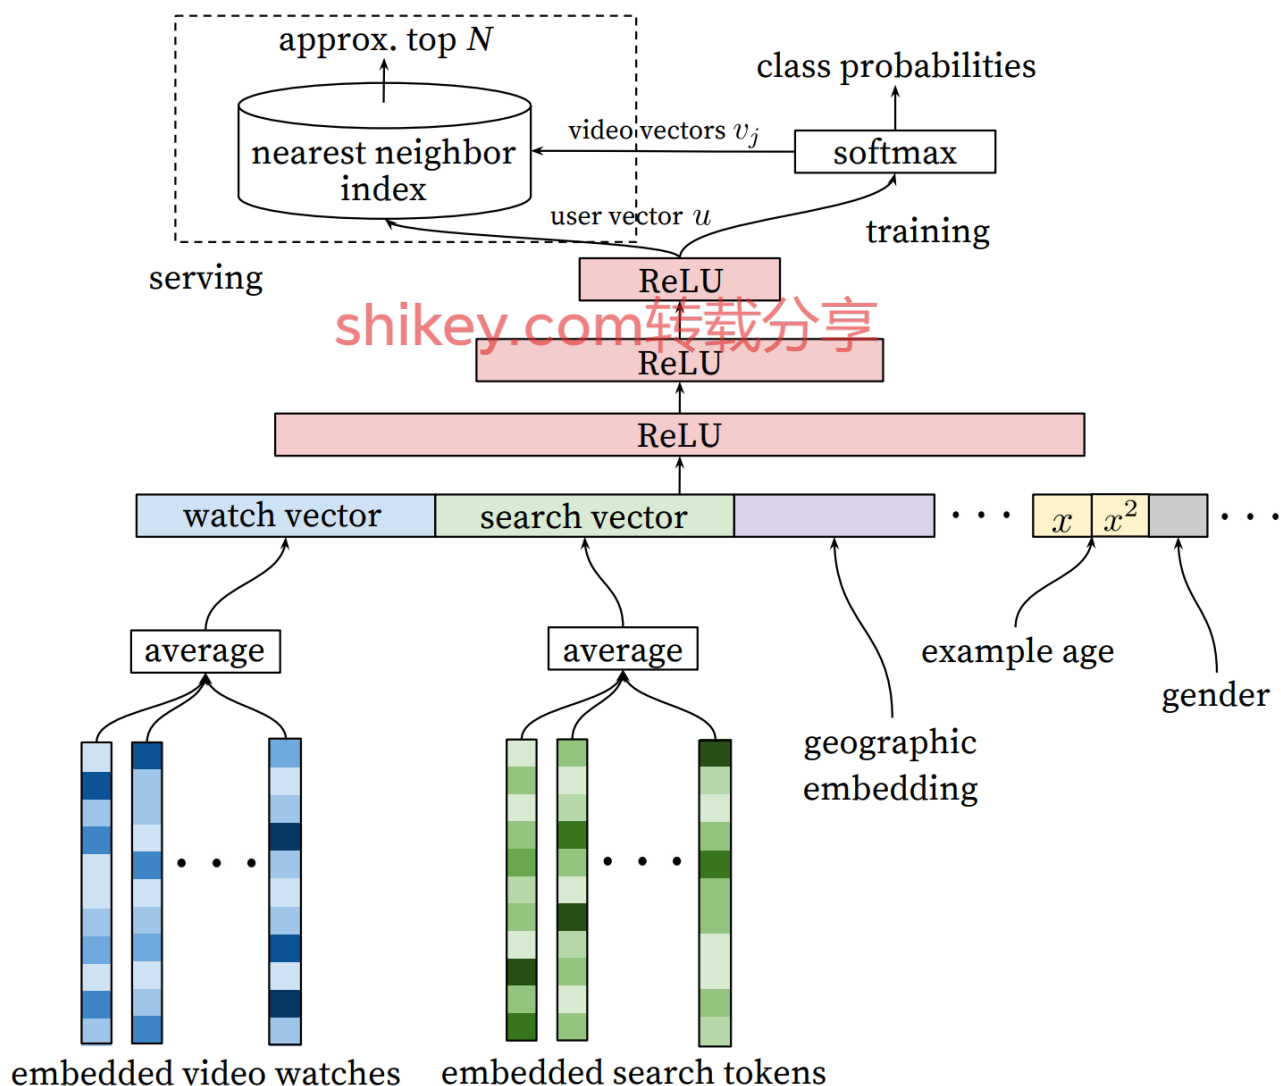 approx. top N
class probabilities
video vectors v_j
softmax
nearest neighbor
index
user vector u
training
serving
ReLU
shikey.com转载分享
ReLU
ReLU
watch vector
search vector
. . .
x
x²
. . .
average
average
example age
gender
geographic
embedding
. . .
. . .
embedded video watches
embedded search tokens